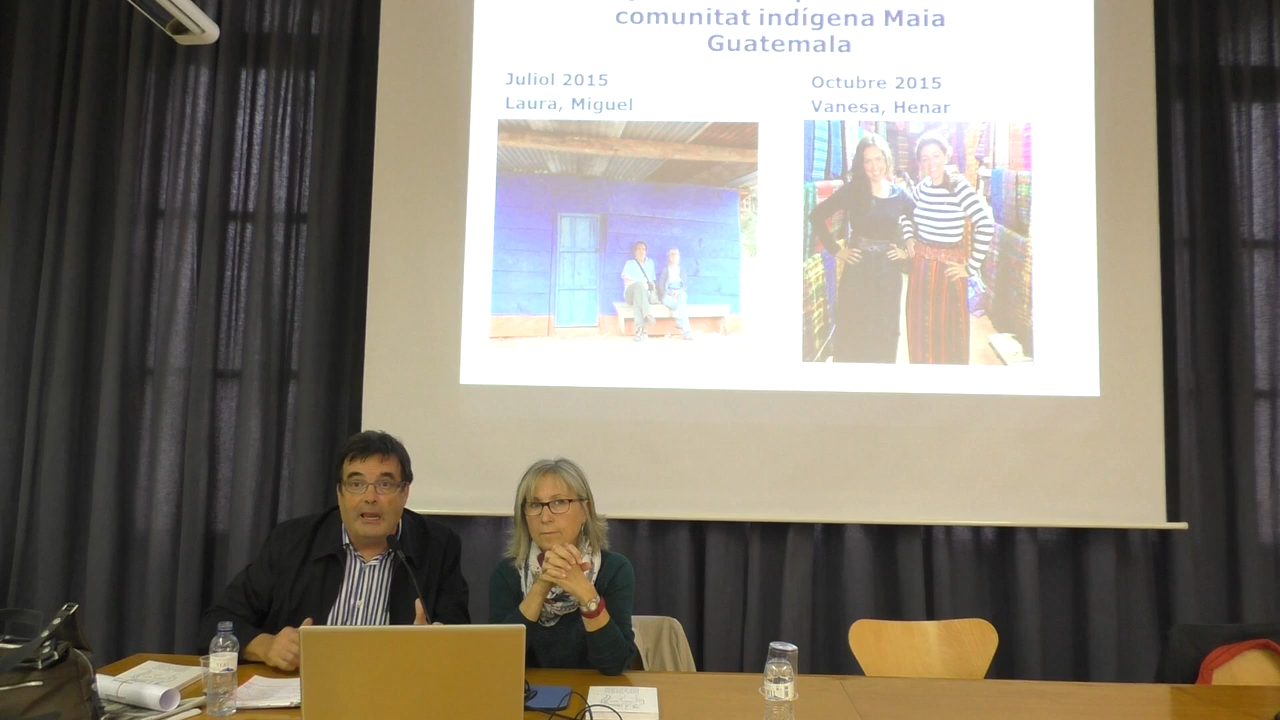 comunitat indígena Maia
Guatemala
Juliol 2015
Laura, Miguel
Octubre 2015
Vanesa, Henar